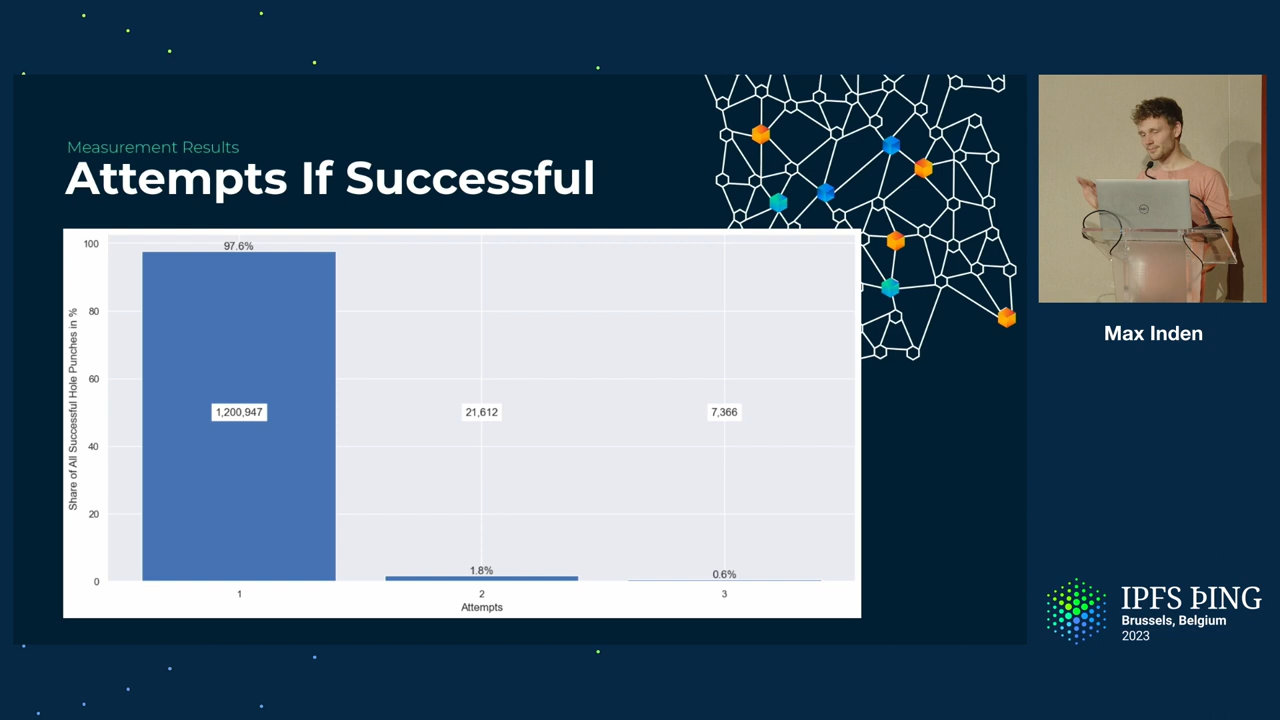 Measurement Results
Attempts If Successful
Share of All Successful Hole Punches in %
100
80
60
40
20
0
97.6%
1.8%
0.6%
1,200,947
21,612
7,366
1
2
3
Attempts
Max Inden
IPFS ÞING
Brussels, Belgium
2023